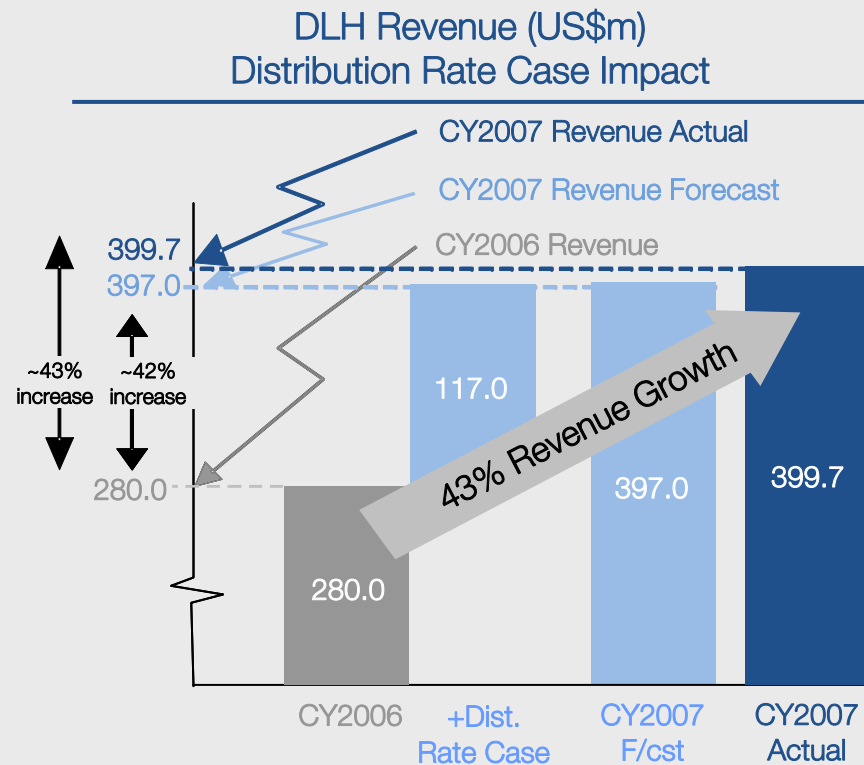 DLH Revenue (US$m)
Distribution Rate Case Impact
CY2007 Revenue Actual
CY2007 Revenue Forecast
CY2006 Revenue
399.7
397.0
~43%
increase
~42%
increase
280.0
117.0
43% Revenue Growth
397.0
399.7
280.0
CY2006
+Dist.
Rate Case
CY2007
F/cst
CY2007
Actual